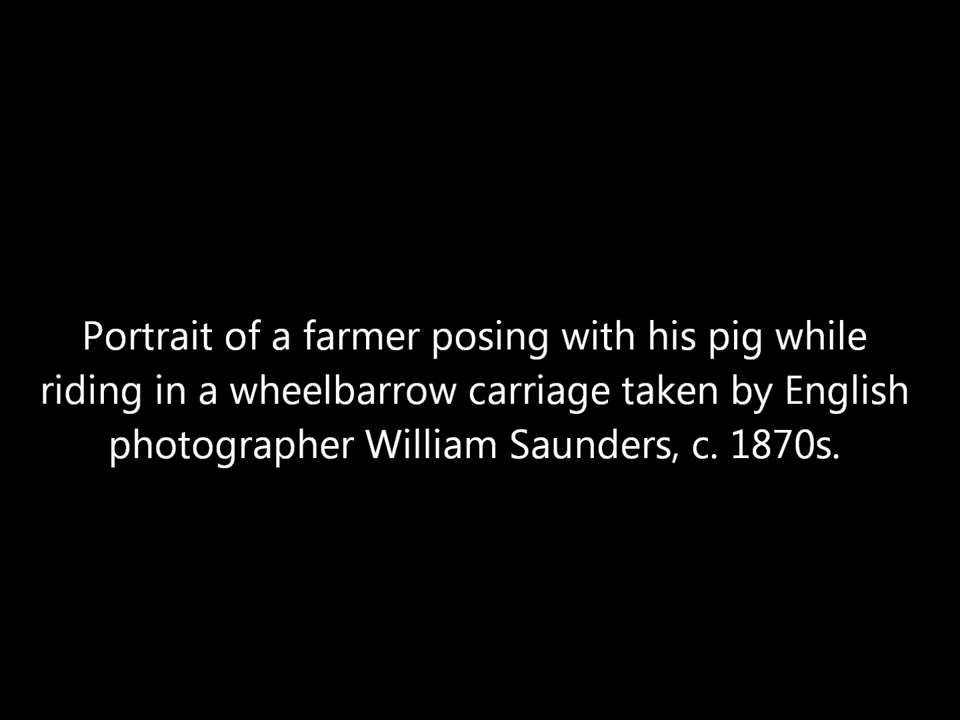 Portrait of a farmer posing with his pig while
riding in a wheelbarrow carriage taken by English
photographer William Saunders, c. 1870s.